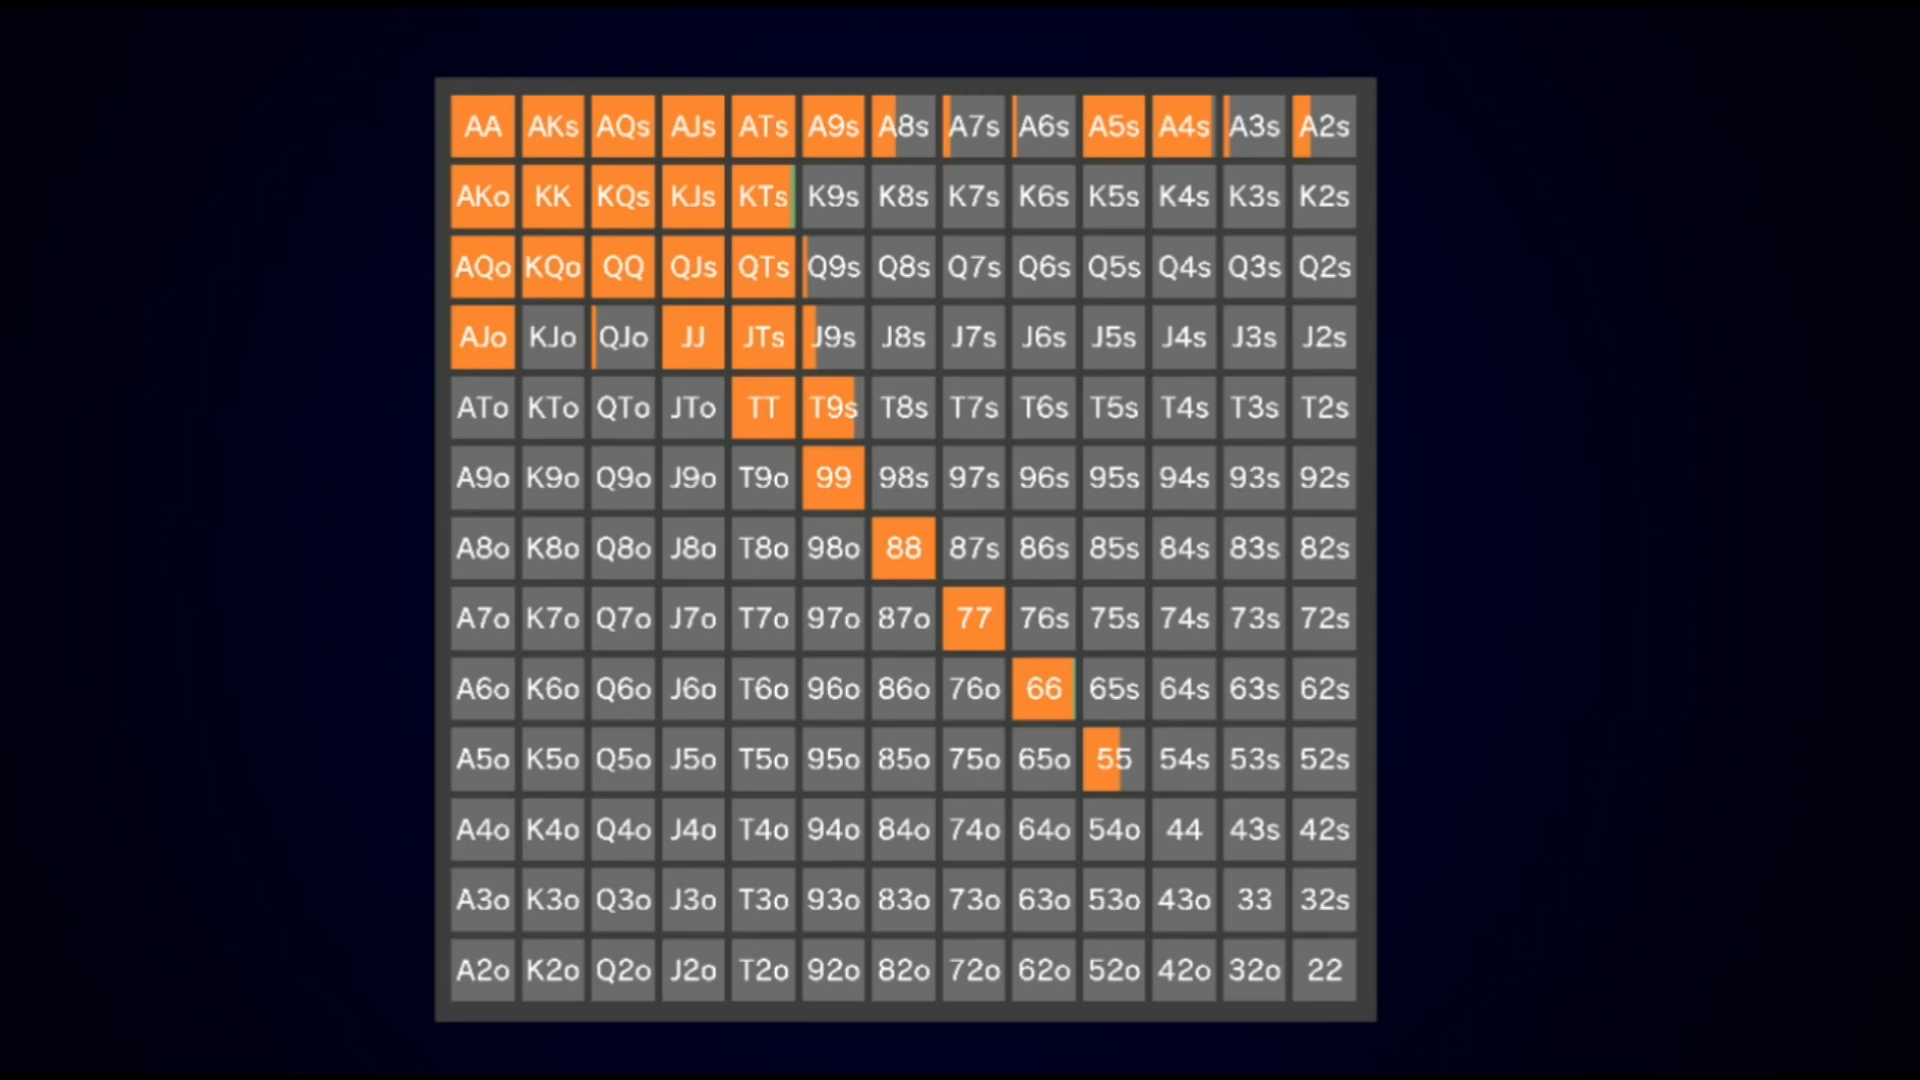 AA AKs AQs AJs ATs A9s A8s A7s A6s A5s A4s A3s A2s
AKo KK KQs KJs KTs K9s K8s K7s K6s K5s K4s K3s K2s
AQo KQo QQ QJs QTs Q9s Q8s Q7s Q6s Q5s Q4s Q3s Q2s
AJo KJo QJo JJ JTs J9s J8s J7s J6s J5s J4s J3s J2s
ATo KTo QTo JTo TT T9s T8s T7s T6s T5s T4s T3s T2s
A9o K9o Q9o J9o T9o 99 98s 97s 96s 95s 94s 93s 92s
A8o K8o Q8o J8o T8o 98o 88 87s 86s 85s 84s 83s 82s
A7o K7o Q7o J7o T7o 97o 87o 77 76s 75s 74s 73s 72s
A6o K6o Q6o J6o T6o 96o 86o 76o 66 65s 64s 63s 62s
A5o K5o Q5o J5o T5o 95o 85o 75o 65o 55 54s 53s 52s
A4o K4o Q4o J4o T4o 94o 84o 74o 64o 54o 44 43s 42s
A3o K3o Q3o J3o T3o 93o 83o 73o 63o 53o 43o 33 32s
A2o K2o Q2o J2o T2o 92o 82o 72o 62o 52o 42o 32o 22